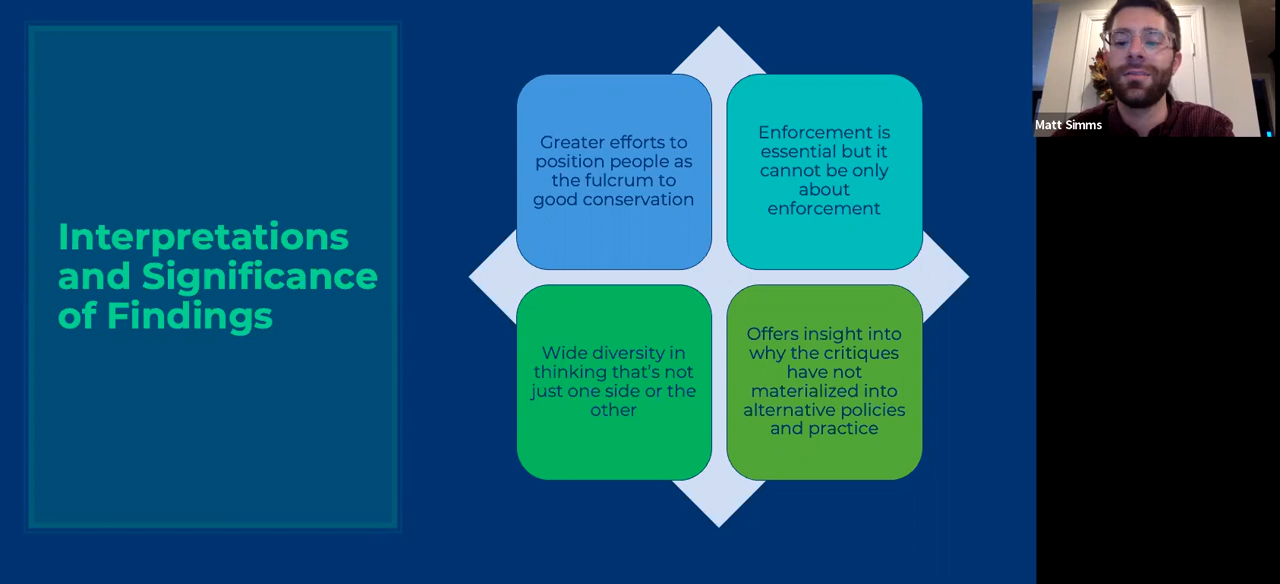 Interpretations
and Significance
of Findings
Greater efforts to
position people as
the fulcrum to
good conservation
Enforcement is
essential but it
cannot be only
about
enforcement
Wide diversity in
thinking that's not
just one side or the
other
Offers insight into
why the critiques
have not
materialized into
alternative policies
and practice
Matt Simms